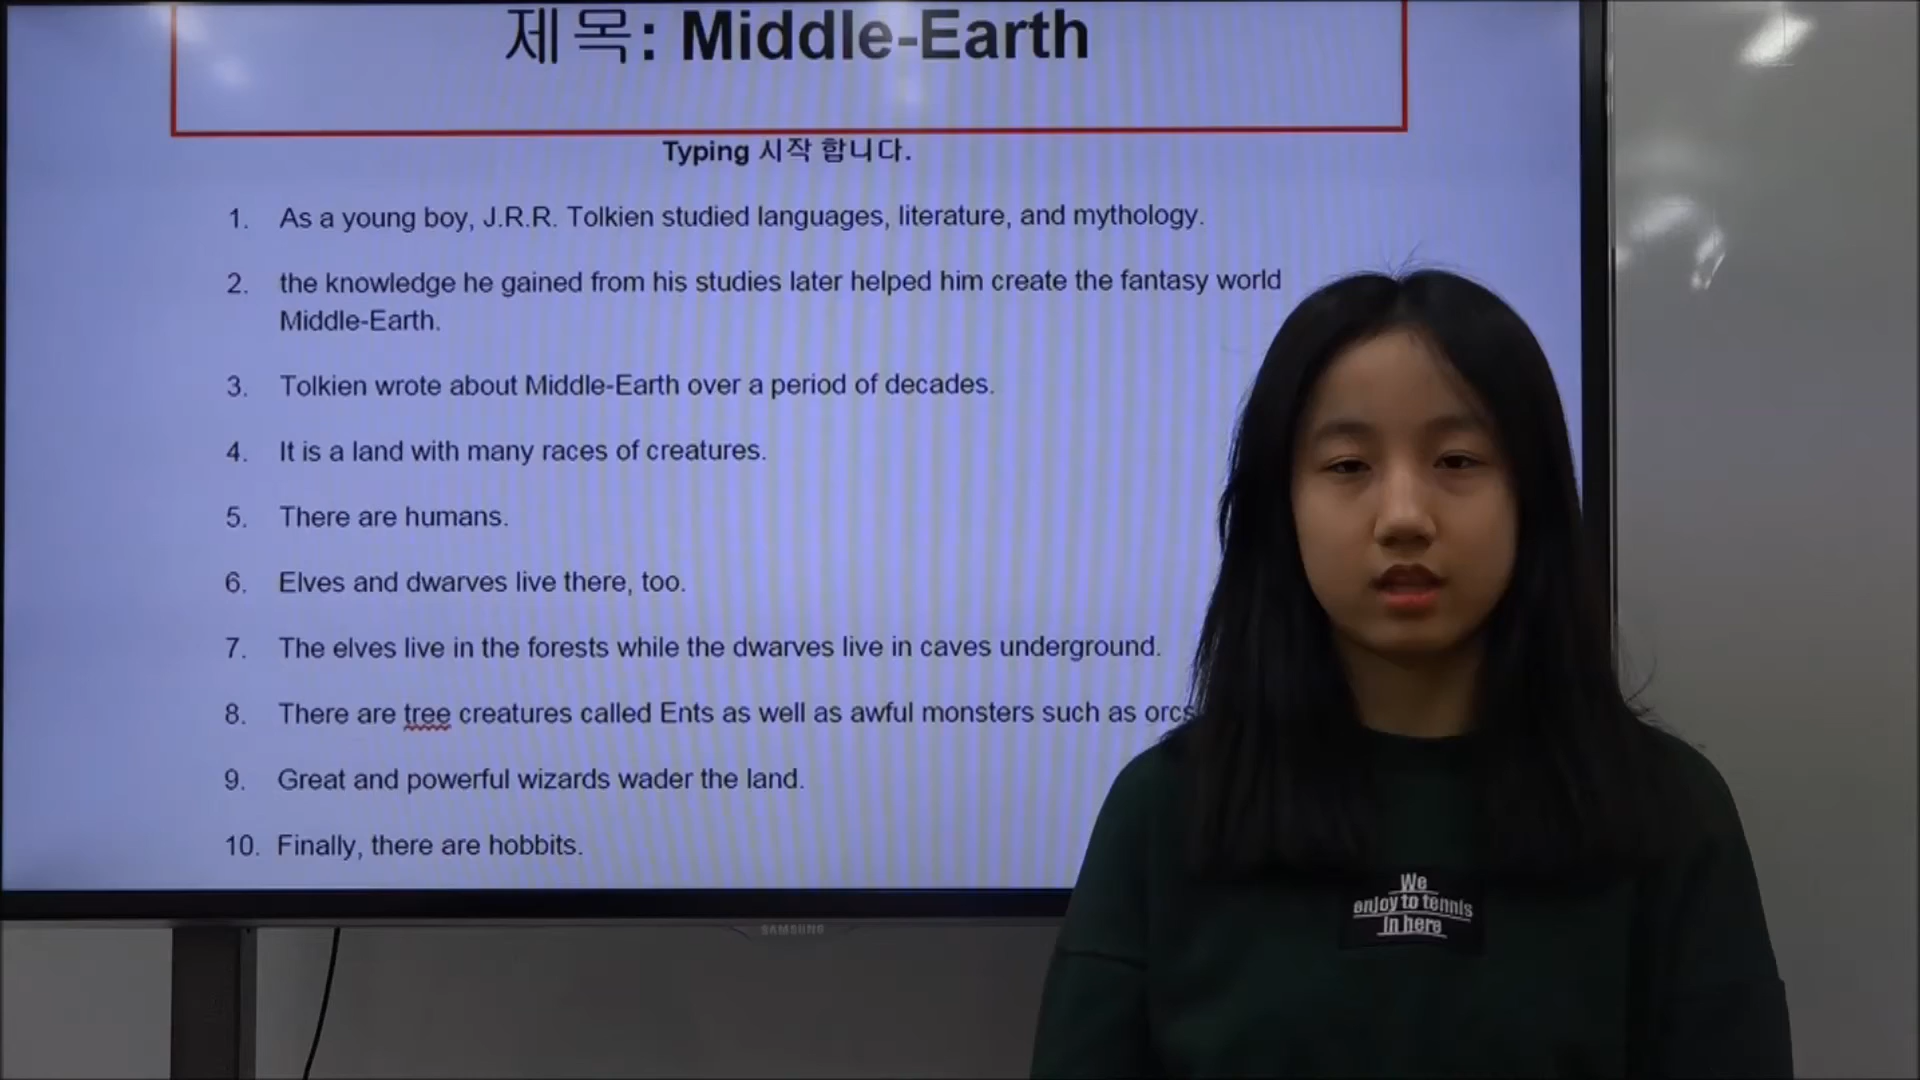 제목: Middle-Earth
Typing 시작 합니다.
1. As a young boy, J.R.R. Tolkien studied languages, literature, and mythology.
2. the knowledge he gained from his studies later helped him create the fantasy world
Middle-Earth.
3. Tolkien wrote about Middle-Earth over a period of decades.
4. It is a land with many races of creatures.
5. There are humans.
6. Elves and dwarves live there, too.
7. The elves live in the forests while the dwarves live in caves underground.
8. There are tree creatures called Ents as well as awful monsters such as orcs
9. Great and powerful wizards wader the land.
10. Finally, there are hobbits.
SAMSUNG
We
enjoy to tennis
in here